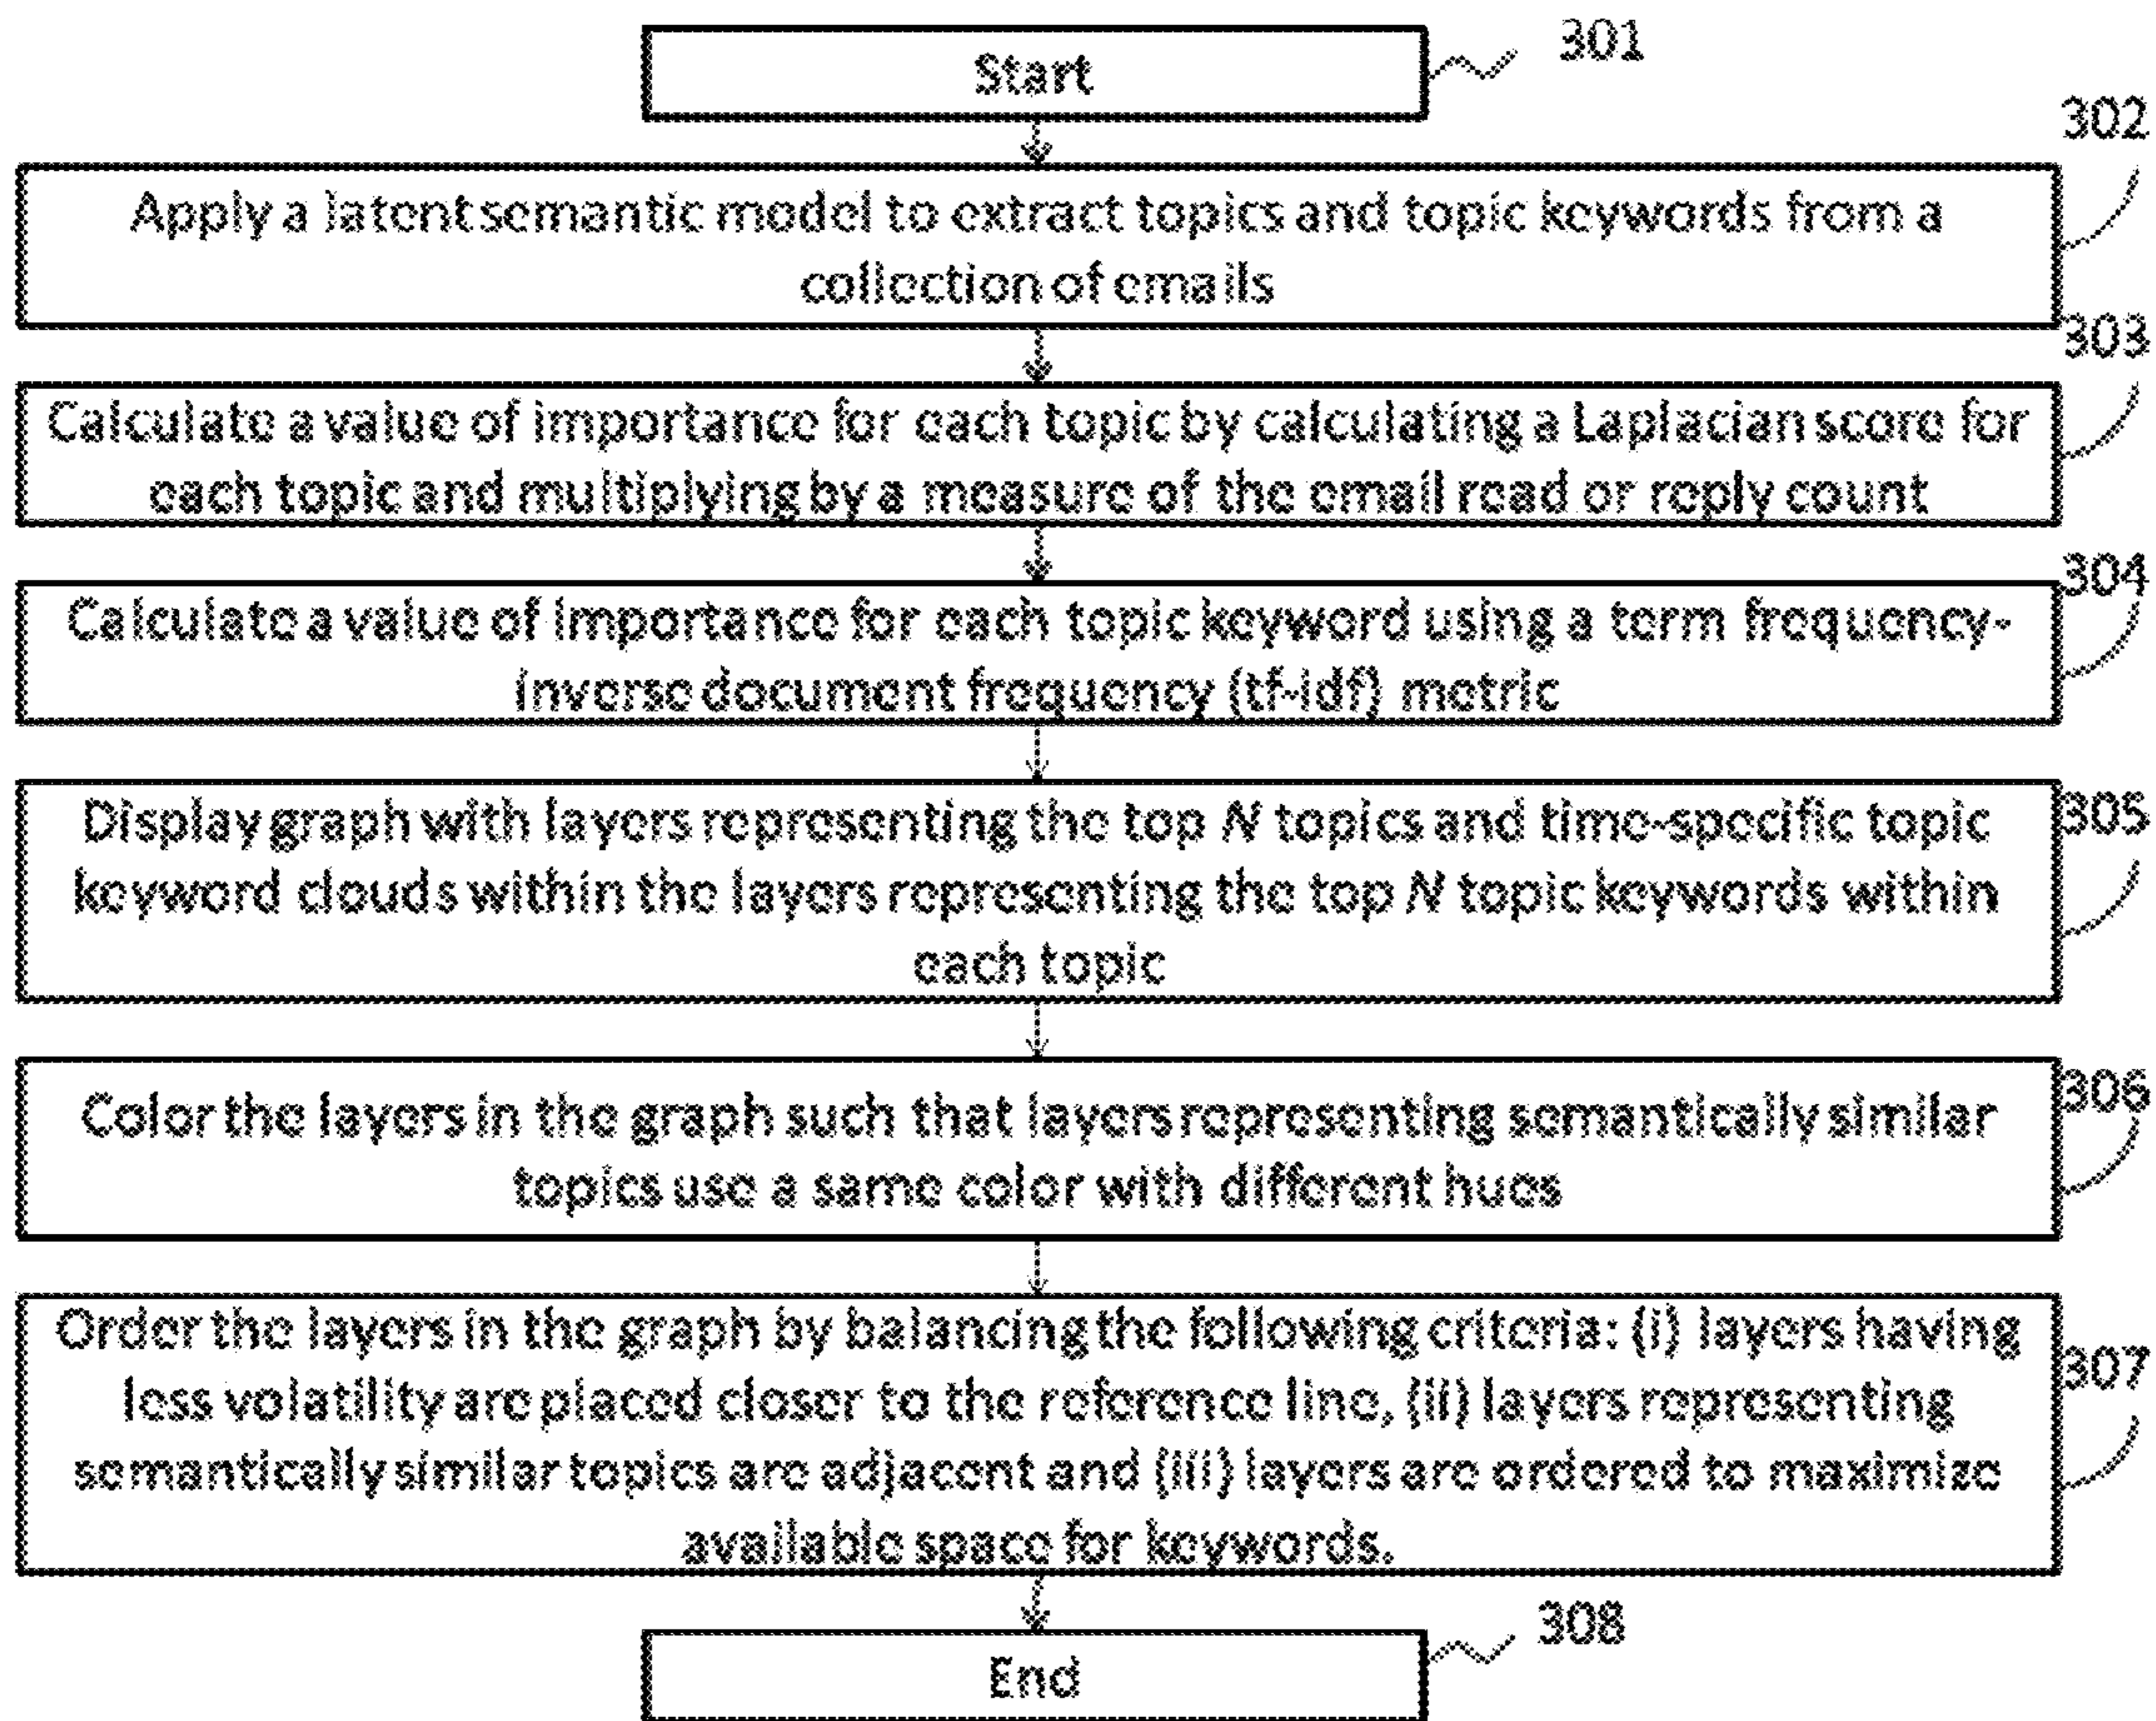 Start
301
302
Apply a latent semantic model to extract topics and topic keywords from a
collection of emails
303
Calculate a value of importance for each topic by calculating a Laplacian score for
each topic and multiplying by a measure of the email read or reply count
304
Calculate a value of importance for each topic keyword using a term frequency-
inverse document frequency (tf-idf) metric
305
Display graph with layers representing the top N topics and time-specific topic
keyword clouds within the layers representing the top N topic keywords within
each topic
306
Color the layers in the graph such that layers representing semantically similar
topics use a same color with different hues
307
Order the layers in the graph by balancing the following criteria: (i) layers having
less volatility are placed closer to the reference line, (ii) layers representing
semantically similar topics are adjacent and (iii) layers are ordered to maximize
available space for keywords.
308
End